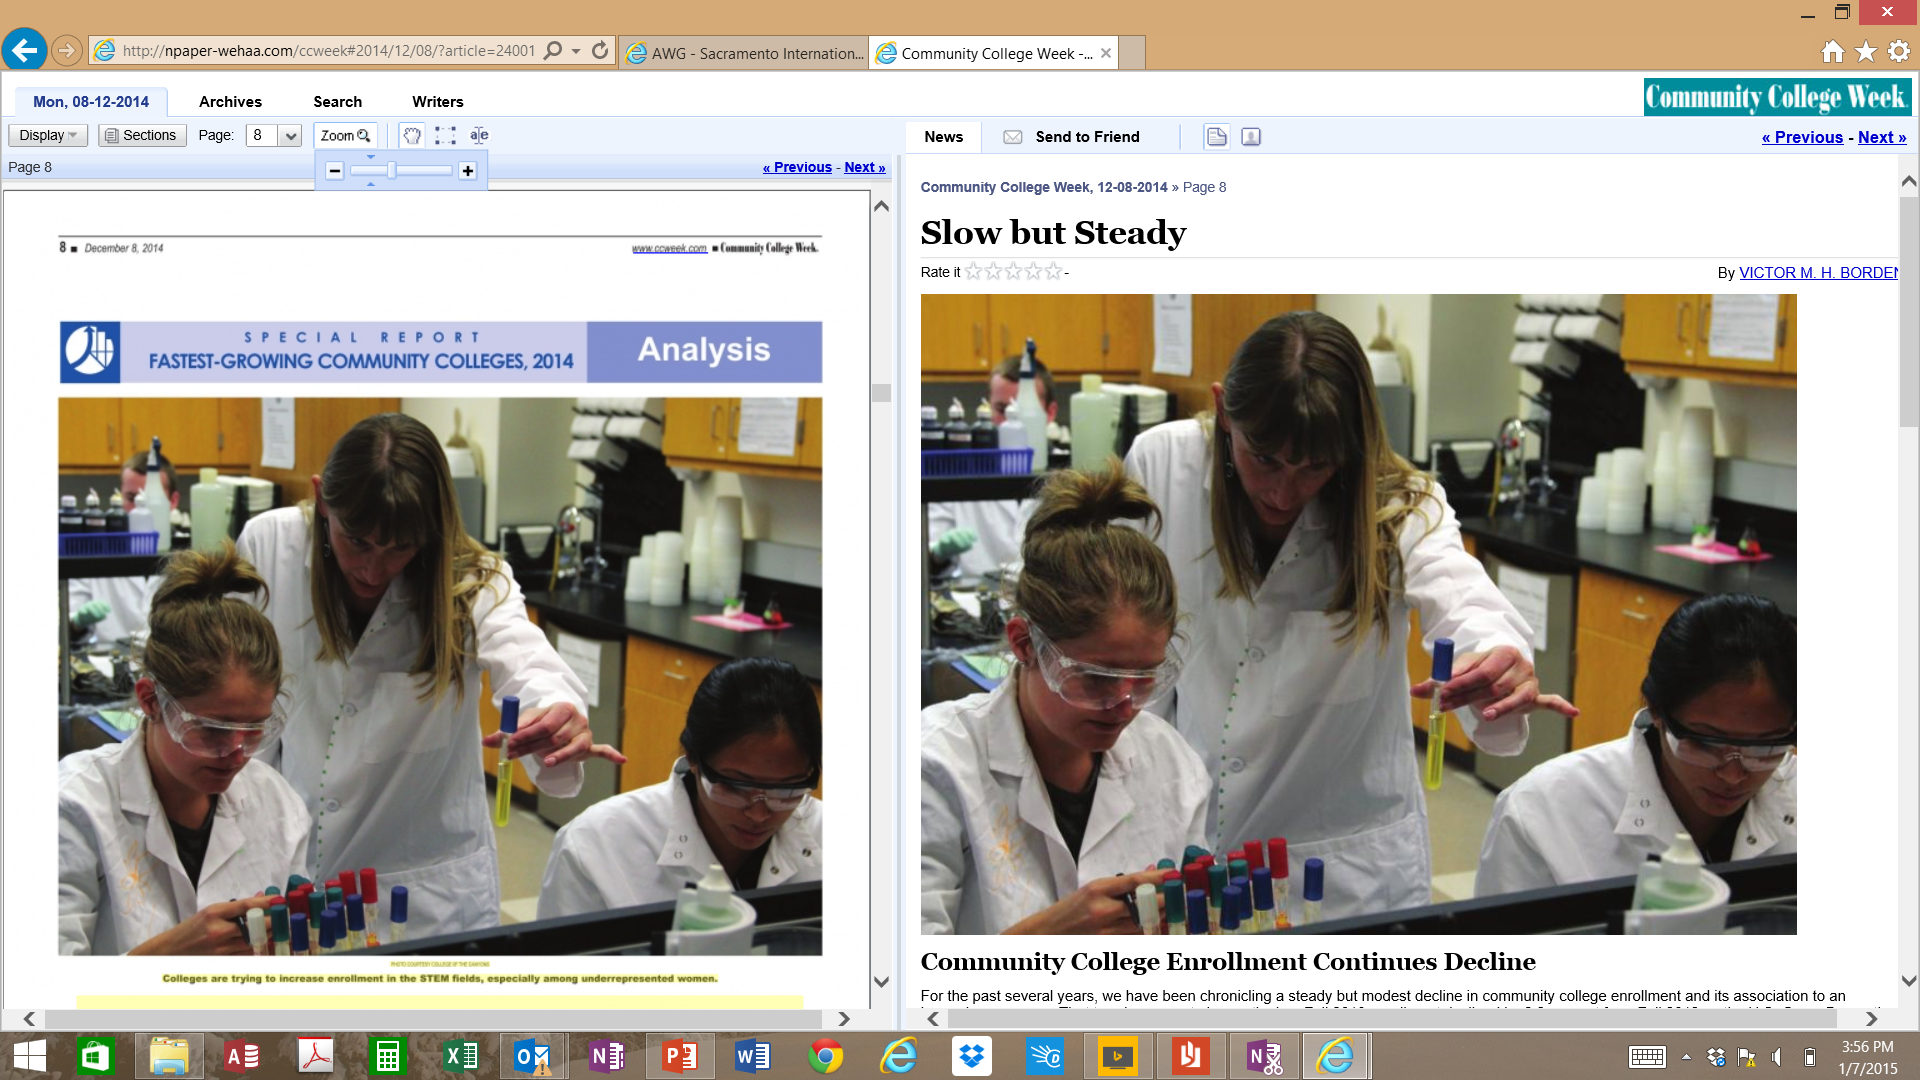 http://npaper-wehaa.com/ccweek#2014/12/08/?article=24001
AWG - Sacramento Internation...
Community College Week -...
Mon, 08-12-2014
Archives
Search
Writers
Community College Week
Display
Sections
Page:
8
Zoom
News
Send to Friend
« Previous - Next »
Page 8
« Previous - Next »
8 ■ December 8, 2014
www.ccweek.com ■ Community College Week
SPECIAL REPORT
FASTEST-GROWING COMMUNITY COLLEGES, 2014
Analysis
PHOTO COURTESY COLLEGE OF THE CANYONS
Colleges are trying to increase enrollment in the STEM fields, especially among underrepresented women.
Community College Week, 12-08-2014 » Page 8
Slow but Steady
Rate it
-
By VICTOR M. H. BORDEN
Community College Enrollment Continues Decline
For the past several years, we have been chronicling a steady but modest decline in community college enrollment and its association to an
3:56 PM
1/7/2015